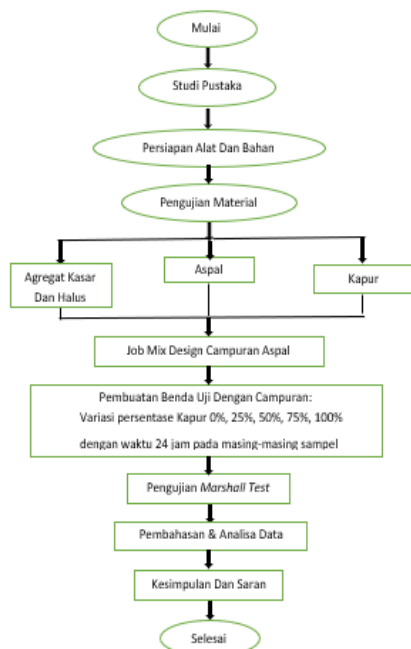 Mulai
Studi Pustaka
Persiapan Alat Dan Bahan
Pengujian Material
Agregat Kasar
Dan Halus
Aspal
Kapur
Job Mix Design Campuran Aspal
Pembuatan Benda Uji Dengan Campuran:
Variasi persentase Kapur 0%, 25%, 50%, 75%, 100%
dengan waktu 24 jam pada masing-masing sampel
Pengujian Marshall Test
Pembahasan & Analisa Data
Kesimpulan Dan Saran
Selesai